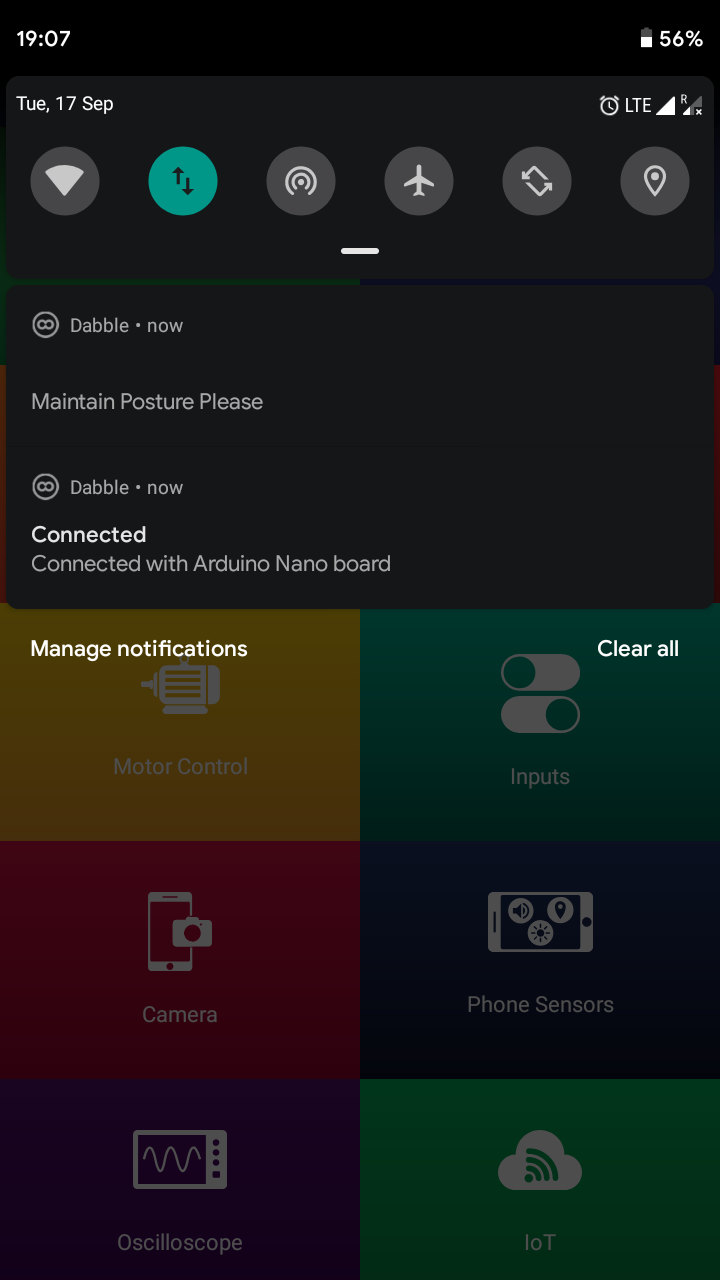 19:07
56%
Tue, 17 Sep
LTE
R
Dabble • now
Maintain Posture Please
Dabble • now
Connected
Connected with Arduino Nano board
Manage notifications
Clear all
Motor Control
Inputs
Camera
Phone Sensors
Oscilloscope
IoT